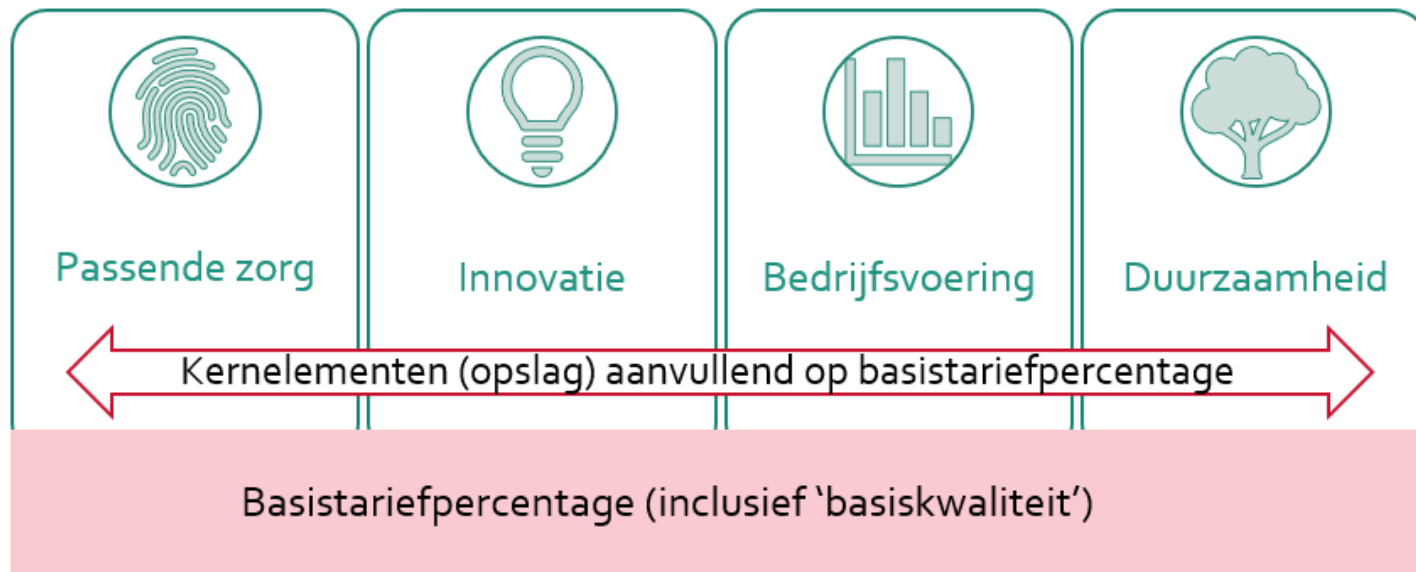 Passende zorg
Innovatie
Bedrijfsvoering
Duurzaamheid
Kernelementen (opslag) aanvullend op basistariefpercentage
Basistariefpercentage (inclusief ‘basiskwaliteit’)